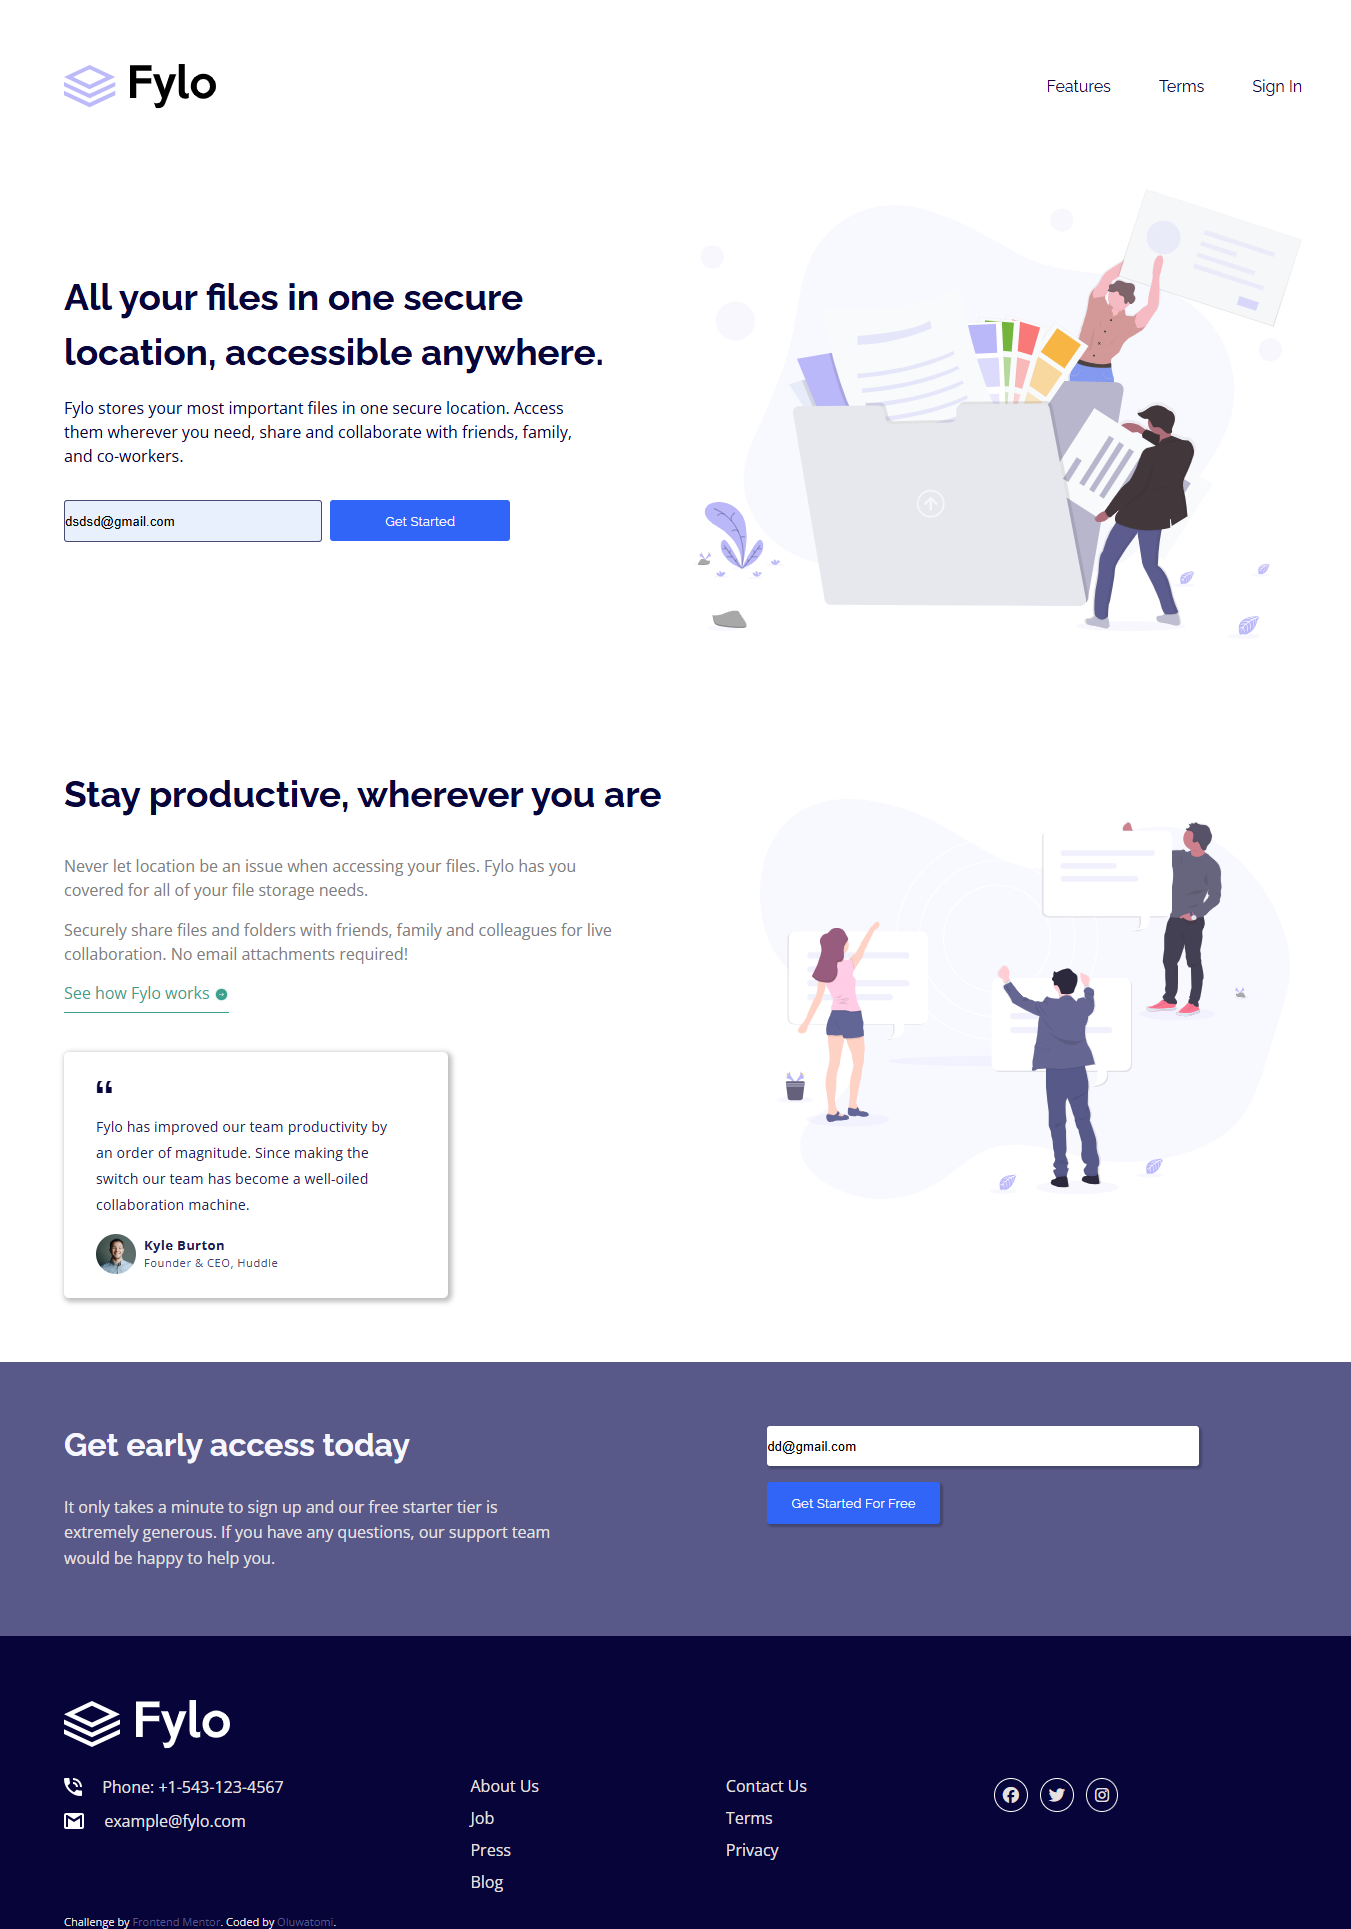 Fylo
Features
Terms
Sign In
All your files in one secure
location, accessible anywhere.
Fylo stores your most important files in one secure location. Access
them wherever you need, share and collaborate with friends, family,
and co-workers.
dsdsd@gmail.com
Get Started
Stay productive, wherever you are
Never let location be an issue when accessing your files. Fylo has you
covered for all of your file storage needs.
Securely share files and folders with friends, family and colleagues for live
collaboration. No email attachments required!
See how Fylo works
“
Fylo has improved our team productivity by
an order of magnitude. Since making the
switch our team has become a well-oiled
collaboration machine.
Kyle Burton
Founder & CEO, Huddle
Get early access today
It only takes a minute to sign up and our free starter tier is
extremely generous. If you have any questions, our support team
would be happy to help you.
dd@gmail.com
Get Started For Free
Fylo
Phone: +1-543-123-4567
example@fylo.com
About Us
Job
Press
Blog
Contact Us
Terms
Privacy
Challenge by Frontend Mentor. Coded by Oluwatomi.